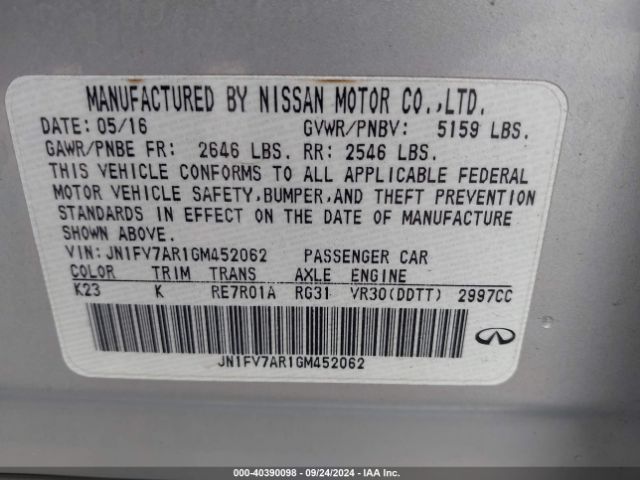 MANUFACTURED BY NISSAN MOTOR CO.,LTD.
DATE: 05/16 GVWR/PNBV: 5159 LBS.
GAWR/PNBE FR: 2646 LBS. RR: 2546 LBS.
THIS VEHICLE CONFORMS TO ALL APPLICABLE FEDERAL
MOTOR VEHICLE SAFETY,BUMPER,AND THEFT PREVENTION
STANDARDS IN EFFECT ON THE DATE OF MANUFACTURE
SHOWN ABOVE.
VIN: JN1FV7AR1GM452062 PASSENGER CAR
COLOR TRIM TRANS AXLE ENGINE
K23 K RE7R01A RG31 VR30(DDTT) 2997CC
JN1FV7AR1GM452062
000-40390098 - 09/24/2024 - IAAI.com